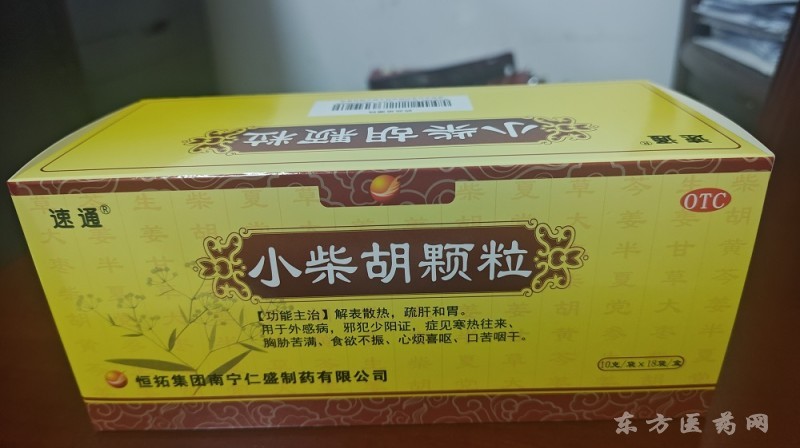 小柴胡颗粒
速通®
速通®
OTC
小柴胡颗粒
【功能主治】解表散热，疏肝和胃。
用于外感病，邪犯少阳证，症见寒热往来、
胸胁苦满、食欲不振、心烦喜呕、口苦咽干。
10克/袋×18袋/盒
恒拓集团南宁仁盛制药有限公司
东方医药网